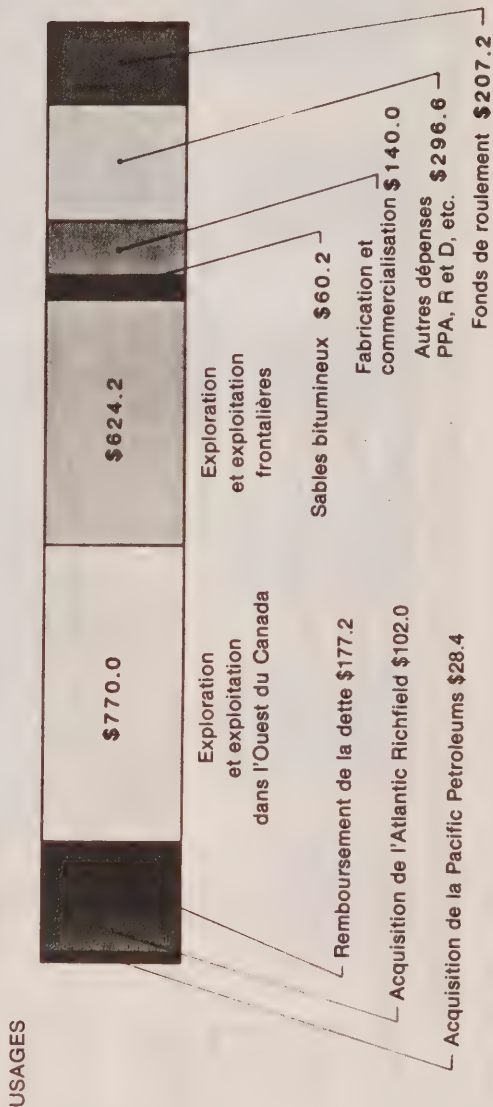 USAGES
$770.0
$624.2
Exploration
et exploitation
dans l'Ouest du Canada
Exploration
et exploitation
frontalières
Remboursement de la dette $177.2
Acquisition de l'Atlantic Richfield $102.0
Acquisition de la Pacific Petroleums $28.4
Sables bitumineux $60.2
Fabrication et
commercialisation $140.0
Autres dépenses
PPA, R et D, etc. $296.6
Fonds de roulement $207.2